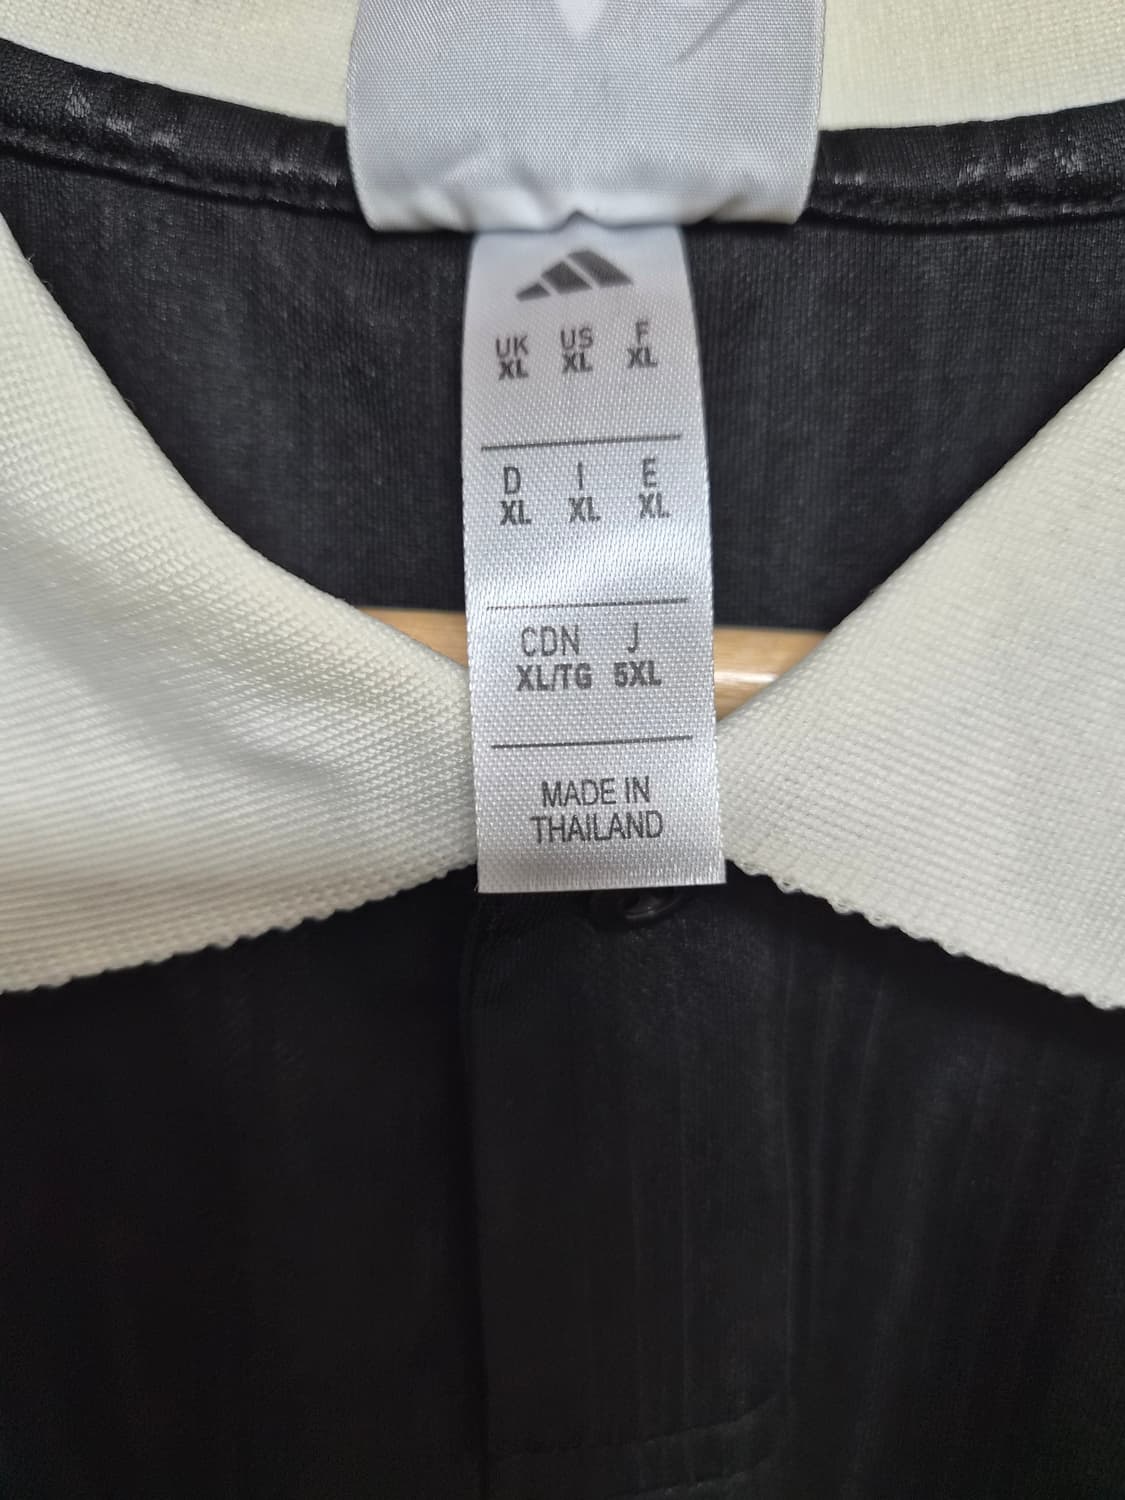 UK US F
XL XL XL
D I E
XL XL XL
CDN J
XL/TG 5XL
MADE IN
THAILAND